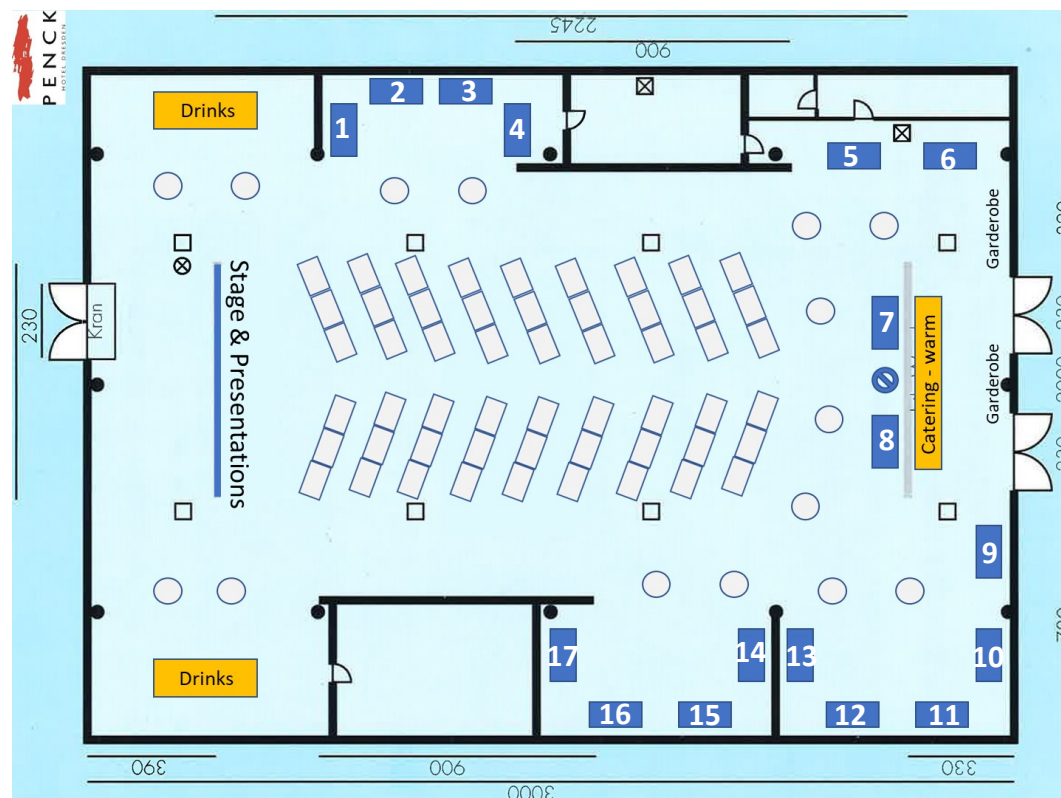 PENCK
HOTEL DRESDEN
2245
900
Drinks
1
2
3
4
5
6
Garderobe
230
Kran
Stage & Presentations
7
8
Catering - warm
Garderobe
9
10
17
14
13
Drinks
16
15
12
11
390
900
330
3000